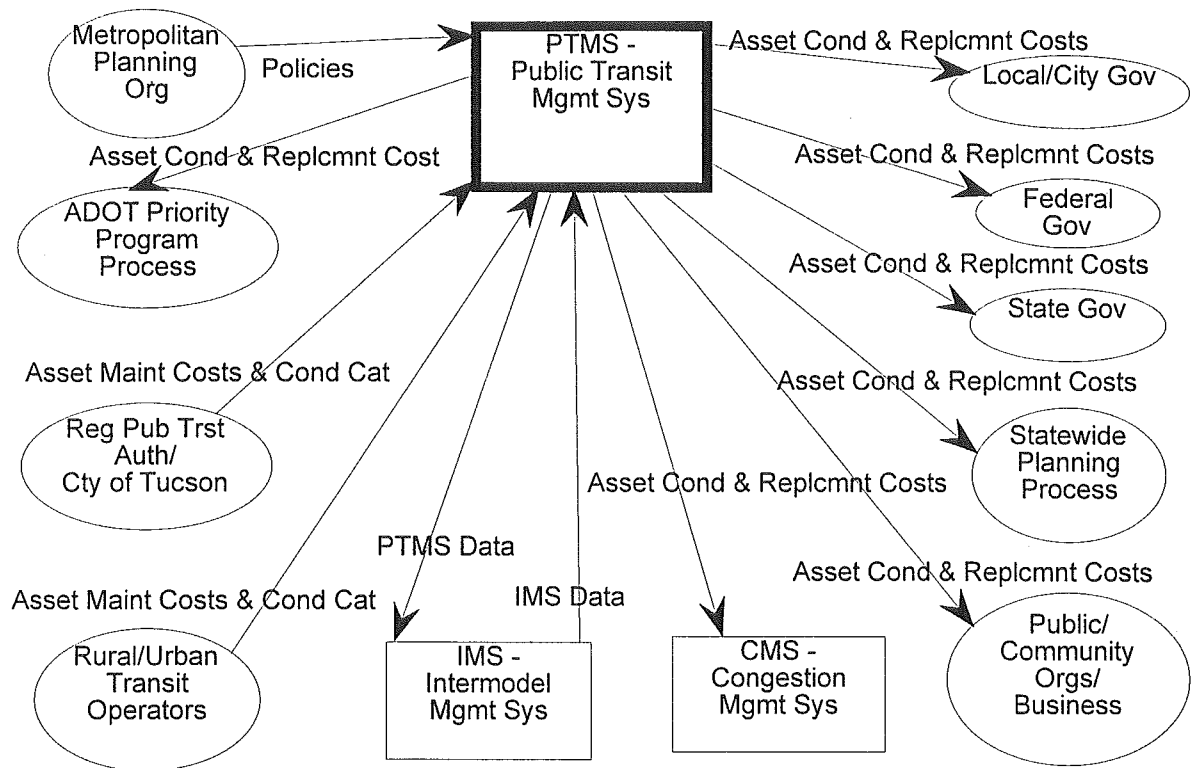 Metropolitan
Planning
Org
Policies
PTMS -
Public Transit
Mgmt Sys
Asset Cond & Replcmnt Costs
Local/City Gov
Asset Cond & Replcmnt Cost
ADOT Priority
Program
Process
Asset Cond & Replcmnt Costs
Federal
Gov
Asset Cond & Replcmnt Costs
State Gov
Asset Maint Costs & Cond Cat
Reg Pub Trst
Auth/
Cty of Tucson
Asset Cond & Replcmnt Costs
Statewide
Planning
Process
Asset Cond & Replcmnt Costs
PTMS Data
IMS Data
Asset Cond & Replcmnt Costs
Asset Maint Costs & Cond Cat
Rural/Urban
Transit
Operators
IMS -
Intermodel
Mgmt Sys
CMS -
Congestion
Mgmt Sys
Public/
Community
Orgs/
Business